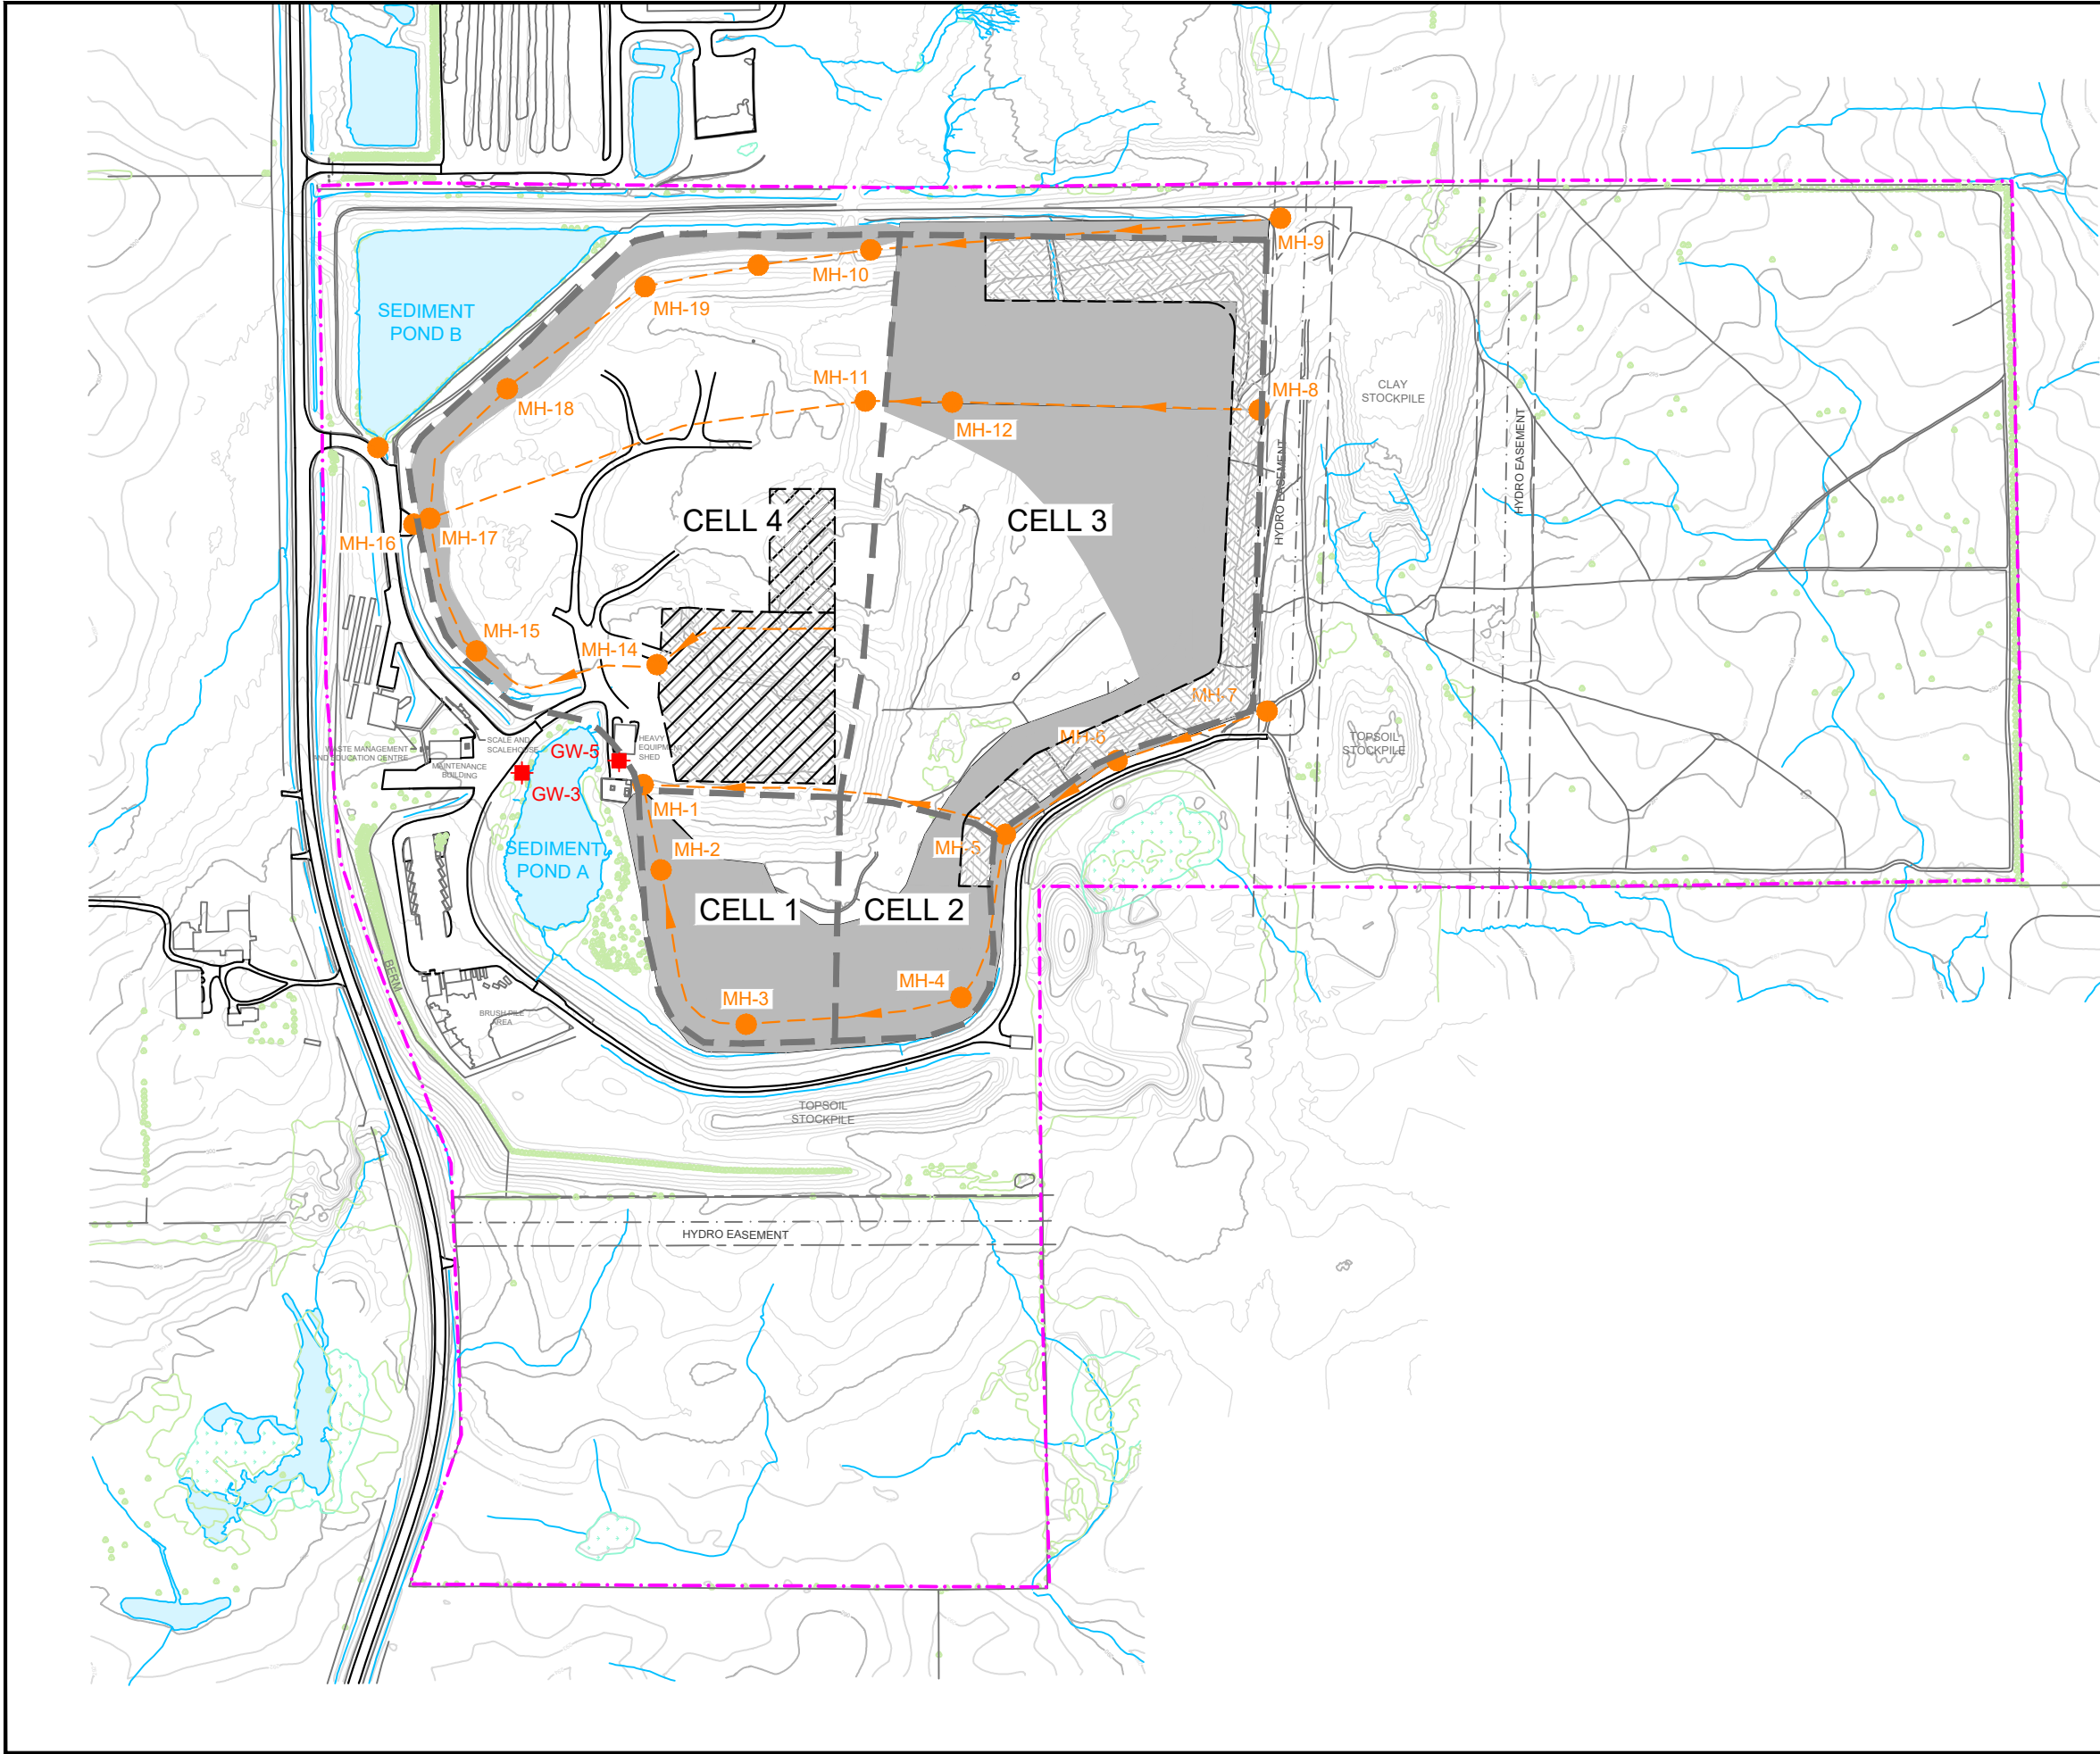 MH-9
MH-10
SEDIMENT
POND B
MH-19
MH-11
MH-8
CLAY
STOCKPILE
MH-18
MH-12
HYDRO EASEMENT
HYDRO EASEMENT
CELL 4
CELL 3
MH-16
MH-17
MH-15
MH-14
MH-7
SCALE AND
SCALEHOUSE
WASTE MANAGEMENT
AND EDUCATION CENTRE
MAINTENANCE
BUILDING
GW-5
HEAVY
EQUIPMENT
SHED
MH-6
TOPSOIL
STOCKPILE
GW-3
MH-1
MH-2
MH-5
SEDIMENT
POND A
CELL 1
CELL 2
BERM
MH-3
MH-4
BRUSH PILE
AREA
TOPSOIL
STOCKPILE
HYDRO EASEMENT